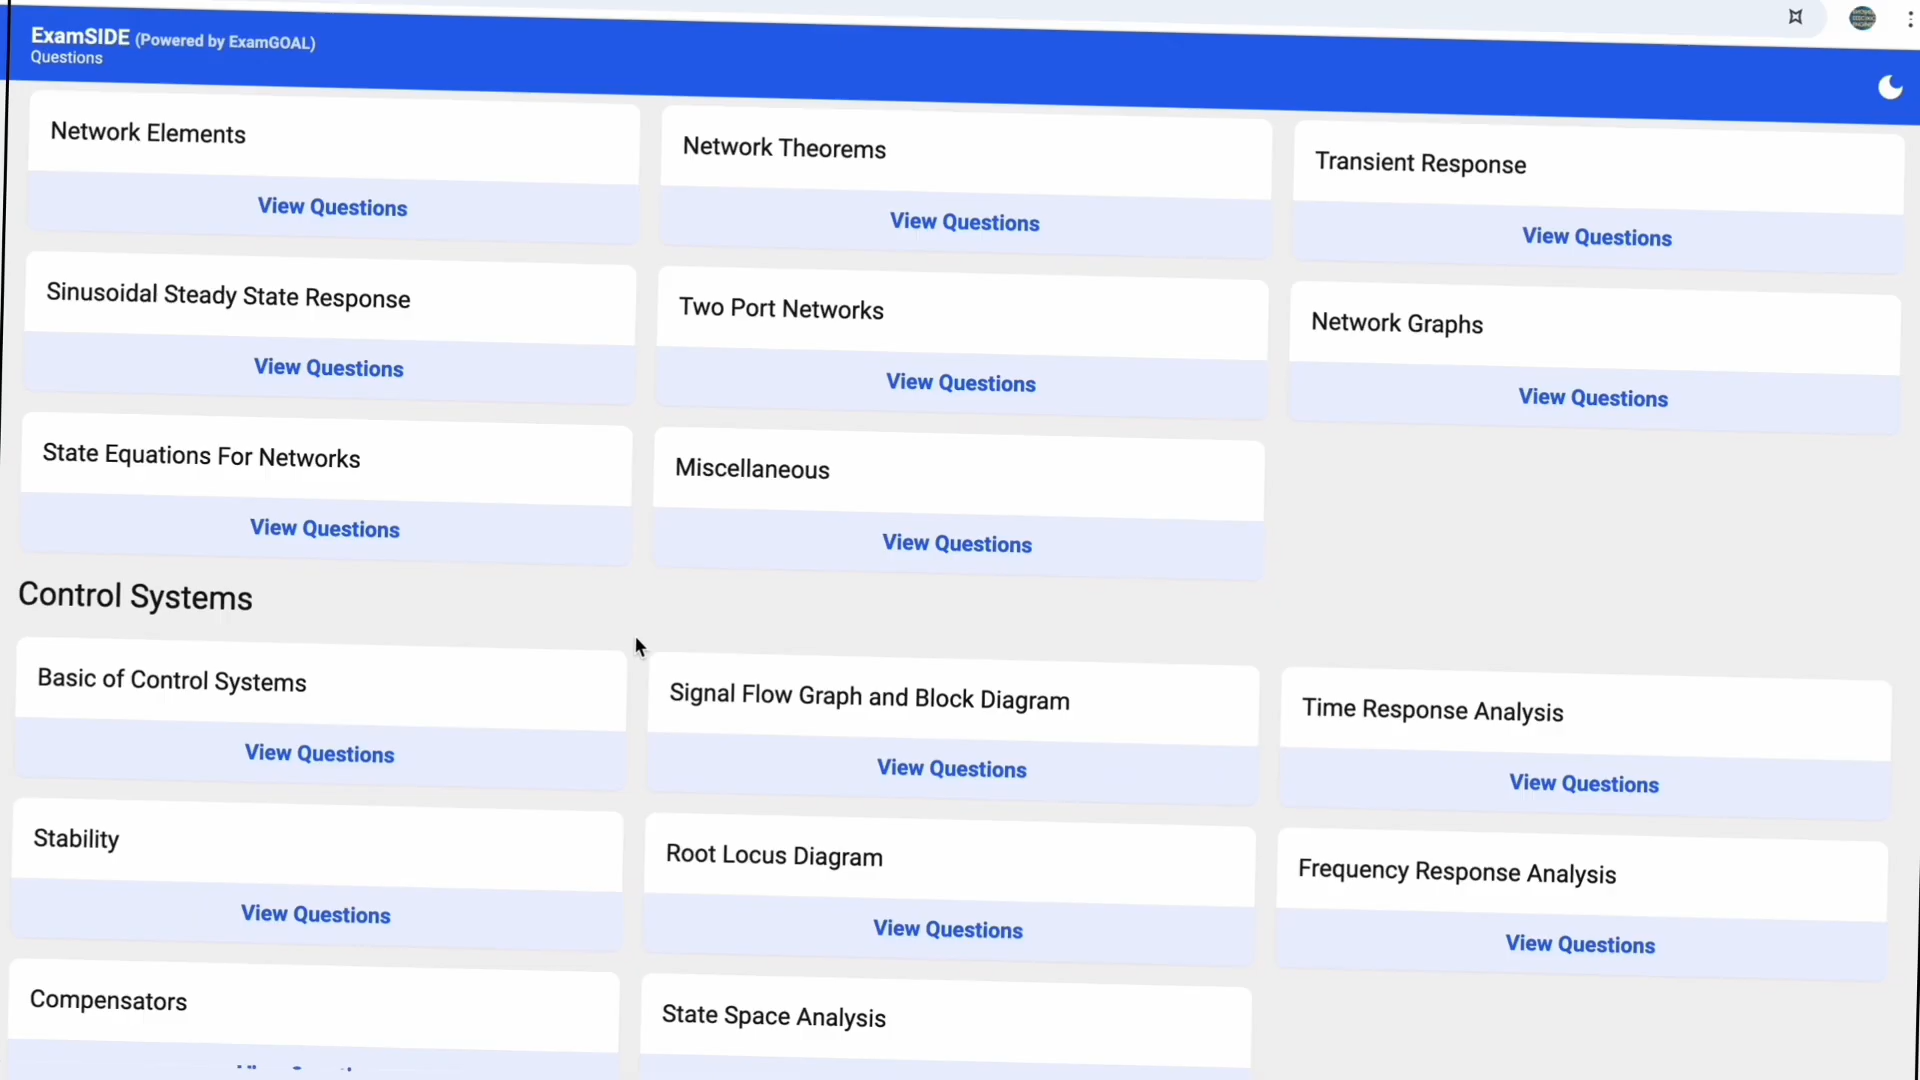 ExamSIDE (Powered by ExamGOAL)
Questions
Network Elements
View Questions
Network Theorems
View Questions
Transient Response
View Questions
Sinusoidal Steady State Response
View Questions
Two Port Networks
View Questions
Network Graphs
View Questions
State Equations For Networks
View Questions
Miscellaneous
View Questions
Control Systems
Basic of Control Systems
View Questions
Signal Flow Graph and Block Diagram
View Questions
Time Response Analysis
View Questions
Stability
View Questions
Root Locus Diagram
View Questions
Frequency Response Analysis
View Questions
Compensators
State Space Analysis